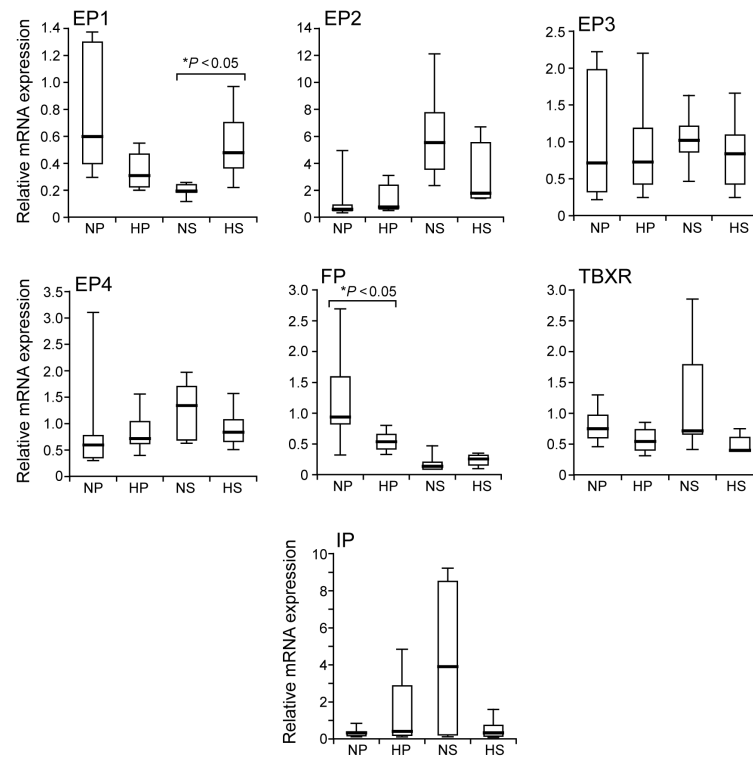 EP1
Relative mRNA expression
1.4
1.2
1.0
0.8
0.6
0.4
0.2
0
*P<0.05
NP HP NS HS
EP2
14
12
10
8
6
4
2
0
NP HP NS HS
EP3
2.5
2.0
1.5
1.0
0.5
0
NP HP NS HS
EP4
Relative mRNA expression
3.5
3.0
2.5
2.0
1.5
1.0
0.5
0
NP HP NS HS
FP
3.0
2.5
2.0
1.5
1.0
0.5
0
*P<0.05
NP HP NS HS
TBXR
3.0
2.5
2.0
1.5
1.0
0.5
0
NP HP NS HS
IP
Relative mRNA expression
10
8
6
4
2
0
NP HP NS HS